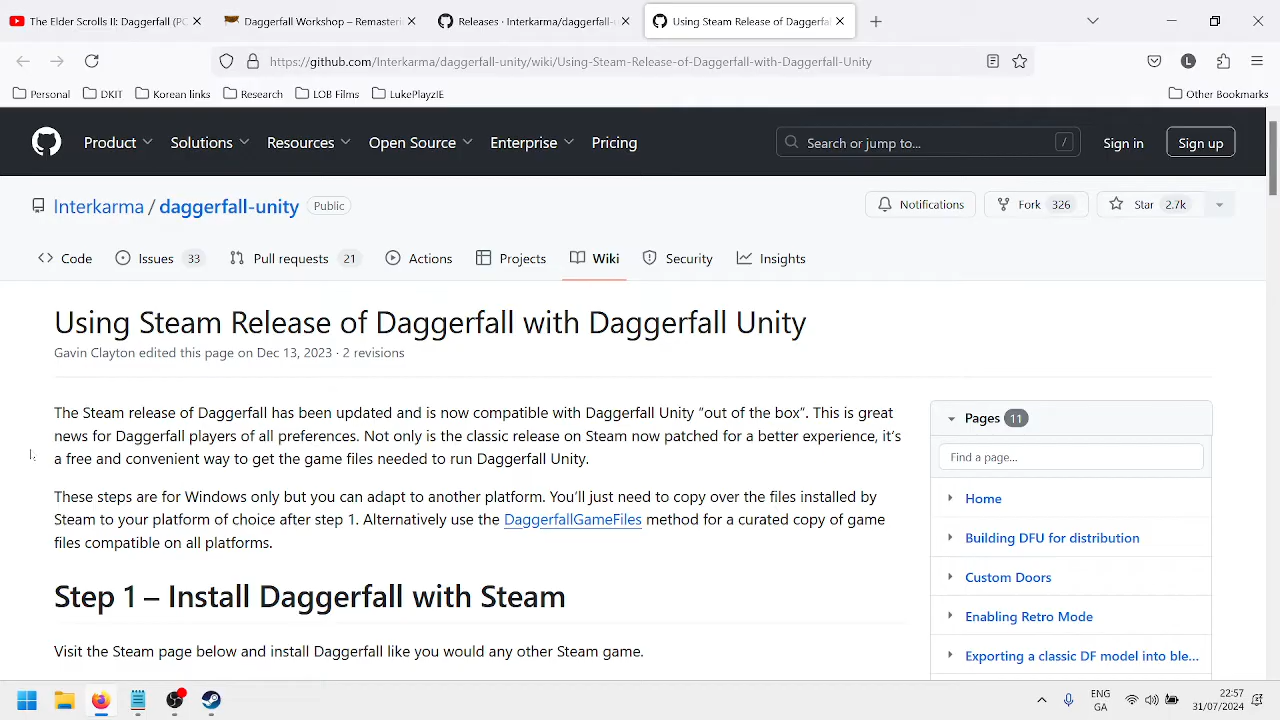 The Elder Scrolls II: Daggerfall (PC
Daggerfall Workshop – Remasteri
Releases · Interkarma/daggerfall-
Using Steam Release of Daggerfal
https://github.com/Interkarma/daggerfall-unity/wiki/Using-Steam-Release-of-Daggerfall-with-Daggerfall-Unity
L
Personal
DKIT
Korean links
Research
LOB Films
LukePlayzIE
Other Bookmarks
Product
Solutions
Resources
Open Source
Enterprise
Pricing
Search or jump to...
/
Sign in
Sign up
Interkarma / daggerfall-unity
Public
Notifications
Fork 326
Star 2.7k
Code
Issues 33
Pull requests 21
Actions
Projects
Wiki
Security
Insights
Using Steam Release of Daggerfall with Daggerfall Unity
Gavin Clayton edited this page on Dec 13, 2023 · 2 revisions
The Steam release of Daggerfall has been updated and is now compatible with Daggerfall Unity “out of the box”. This is great
news for Daggerfall players of all preferences. Not only is the classic release on Steam now patched for a better experience, it’s
a free and convenient way to get the game files needed to run Daggerfall Unity.
These steps are for Windows only but you can adapt to another platform. You’ll just need to copy over the files installed by
Steam to your platform of choice after step 1. Alternatively use the DaggerfallGameFiles method for a curated copy of game
files compatible on all platforms.
Step 1 – Install Daggerfall with Steam
Visit the Steam page below and install Daggerfall like you would any other Steam game.
Pages 11
Find a page...
Home
Building DFU for distribution
Custom Doors
Enabling Retro Mode
Exporting a classic DF model into ble...
ENG
GA
22:57
31/07/2024